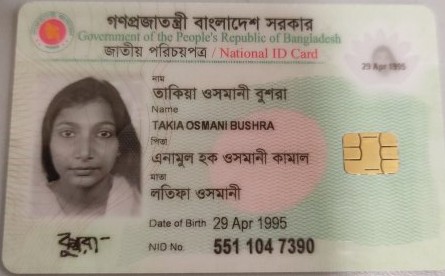 গণপ্রজাতন্ত্রী বাংলাদেশ সরকার
Government of the People's Republic of Bangladesh
জাতীয় পরিচয়পত্র / National ID Card
29 Apr 1995
নাম
তাকিয়া ওসমানী বুশরা
Name
TAKIA OSMANI BUSHRA
পিতা
এনামুল হক ওসমানী কামাল
মাতা
লতিফা ওসমানী
Date of Birth 29 Apr 1995
বুশরা
NID No. 551 104 7390